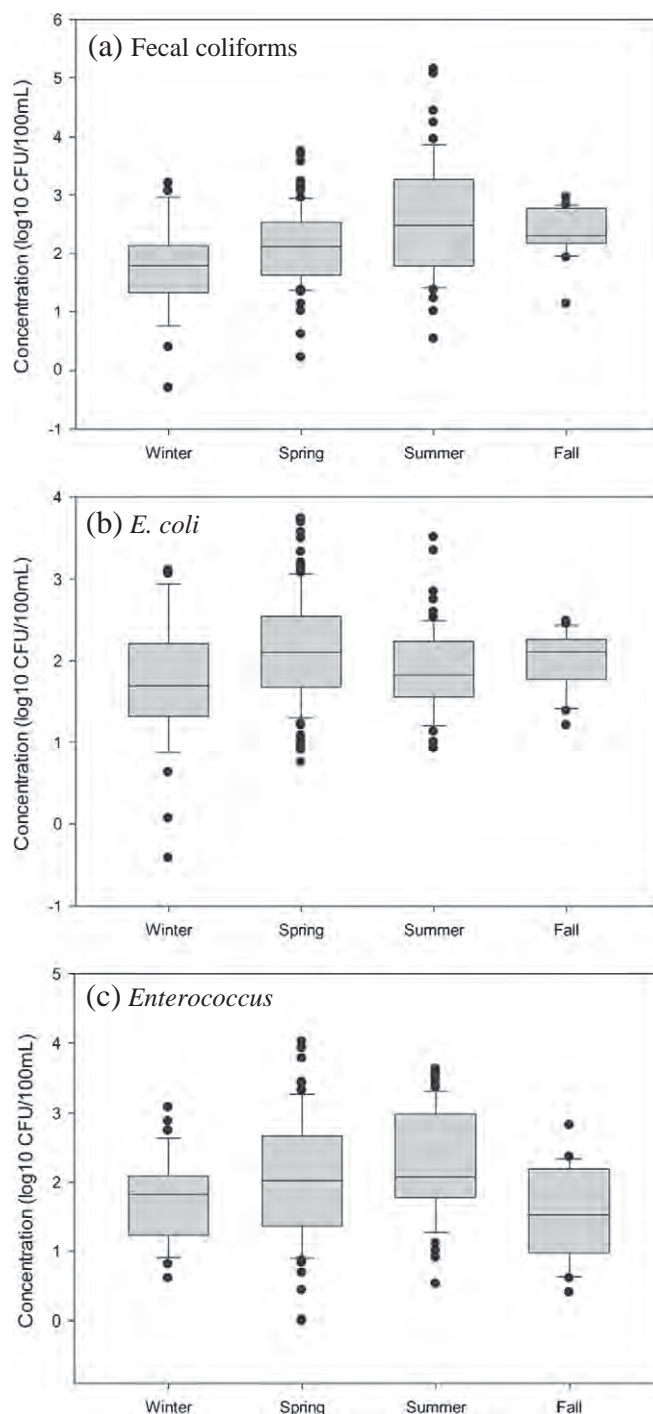 (a) Fecal coliforms
Concentration (log10 CFU/100mL)
6
5
4
3
2
1
0
-1
Winter Spring Summer Fall
(b) E. coli
Concentration (log10 CFU/100mL)
4
3
2
1
0
-1
Winter Spring Summer Fall
(c) Enterococcus
Concentration (log10 CFU/100mL)
5
4
3
2
1
0
Winter Spring Summer Fall